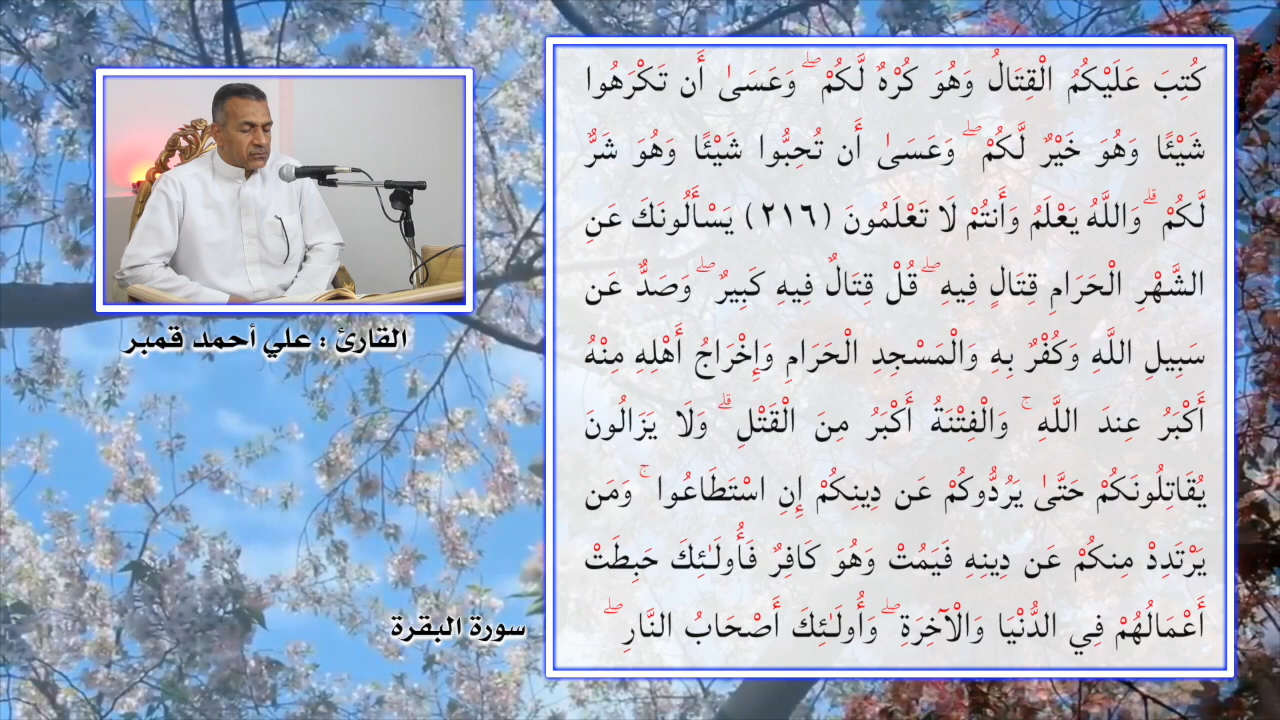 كُتِبَ عَلَيْكُمُ الْقِتَالُ وَهُوَ كُرْهٌ لَّكُمْ ۖ وَعَسَىٰ أَن تَكْرَهُوا
شَيْئًا وَهُوَ خَيْرٌ لَّكُمْ ۖ وَعَسَىٰ أَن تُحِبُّوا شَيْئًا وَهُوَ شَرٌّ
لَّكُمْ ۗ وَاللَّهُ يَعْلَمُ وَأَنتُمْ لَا تَعْلَمُونَ (٢١٦) يَسْأَلُونَكَ عَنِ
الشَّهْرِ الْحَرَامِ قِتَالٍ فِيهِ ۖ قُلْ قِتَالٌ فِيهِ كَبِيرٌ ۖ وَصَدٌّ عَن
سَبِيلِ اللَّهِ وَكُفْرٌ بِهِ وَالْمَسْجِدِ الْحَرَامِ وَإِخْرَاجُ أَهْلِهِ مِنْهُ
أَكْبَرُ عِندَ اللَّهِ ۚ وَالْفِتْنَةُ أَكْبَرُ مِنَ الْقَتْلِ ۗ وَلَا يَزَالُونَ
يُقَاتِلُونَكُمْ حَتَّىٰ يَرُدُّوكُمْ عَن دِينِكُمْ إِنِ اسْتَطَاعُوا ۚ وَمَن
يَرْتَدِدْ مِنكُمْ عَن دِينِهِ فَيَمُتْ وَهُوَ كَافِرٌ فَأُولَـٰئِكَ حَبِطَتْ
أَعْمَالُهُمْ فِي الدُّنْيَا وَالْآخِرَةِ ۖ وَأُولَـٰئِكَ أَصْحَابُ النَّارِ ۖ
القارئ : علي أحمد قمبر
سورة البقرة